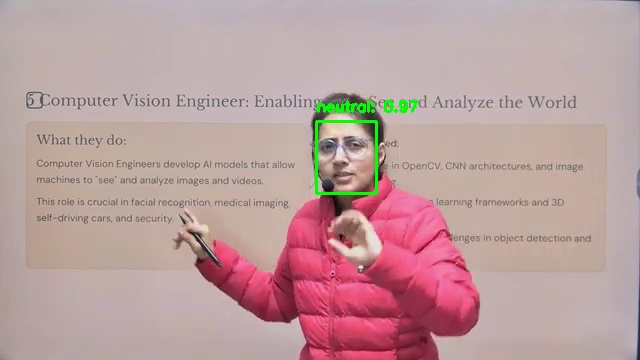 5 Computer Vision Engineer: Enabling and Analyze the World
neutral: 0.97
What they do:
Computer Vision Engineers develop AI models that allow
machines to "see" and analyze images and videos.
This role is crucial in facial recognition, medical imaging,
self-driving cars, and security.
in OpenCV, CNN architectures, and image
learning frameworks and 3D
in object detection and